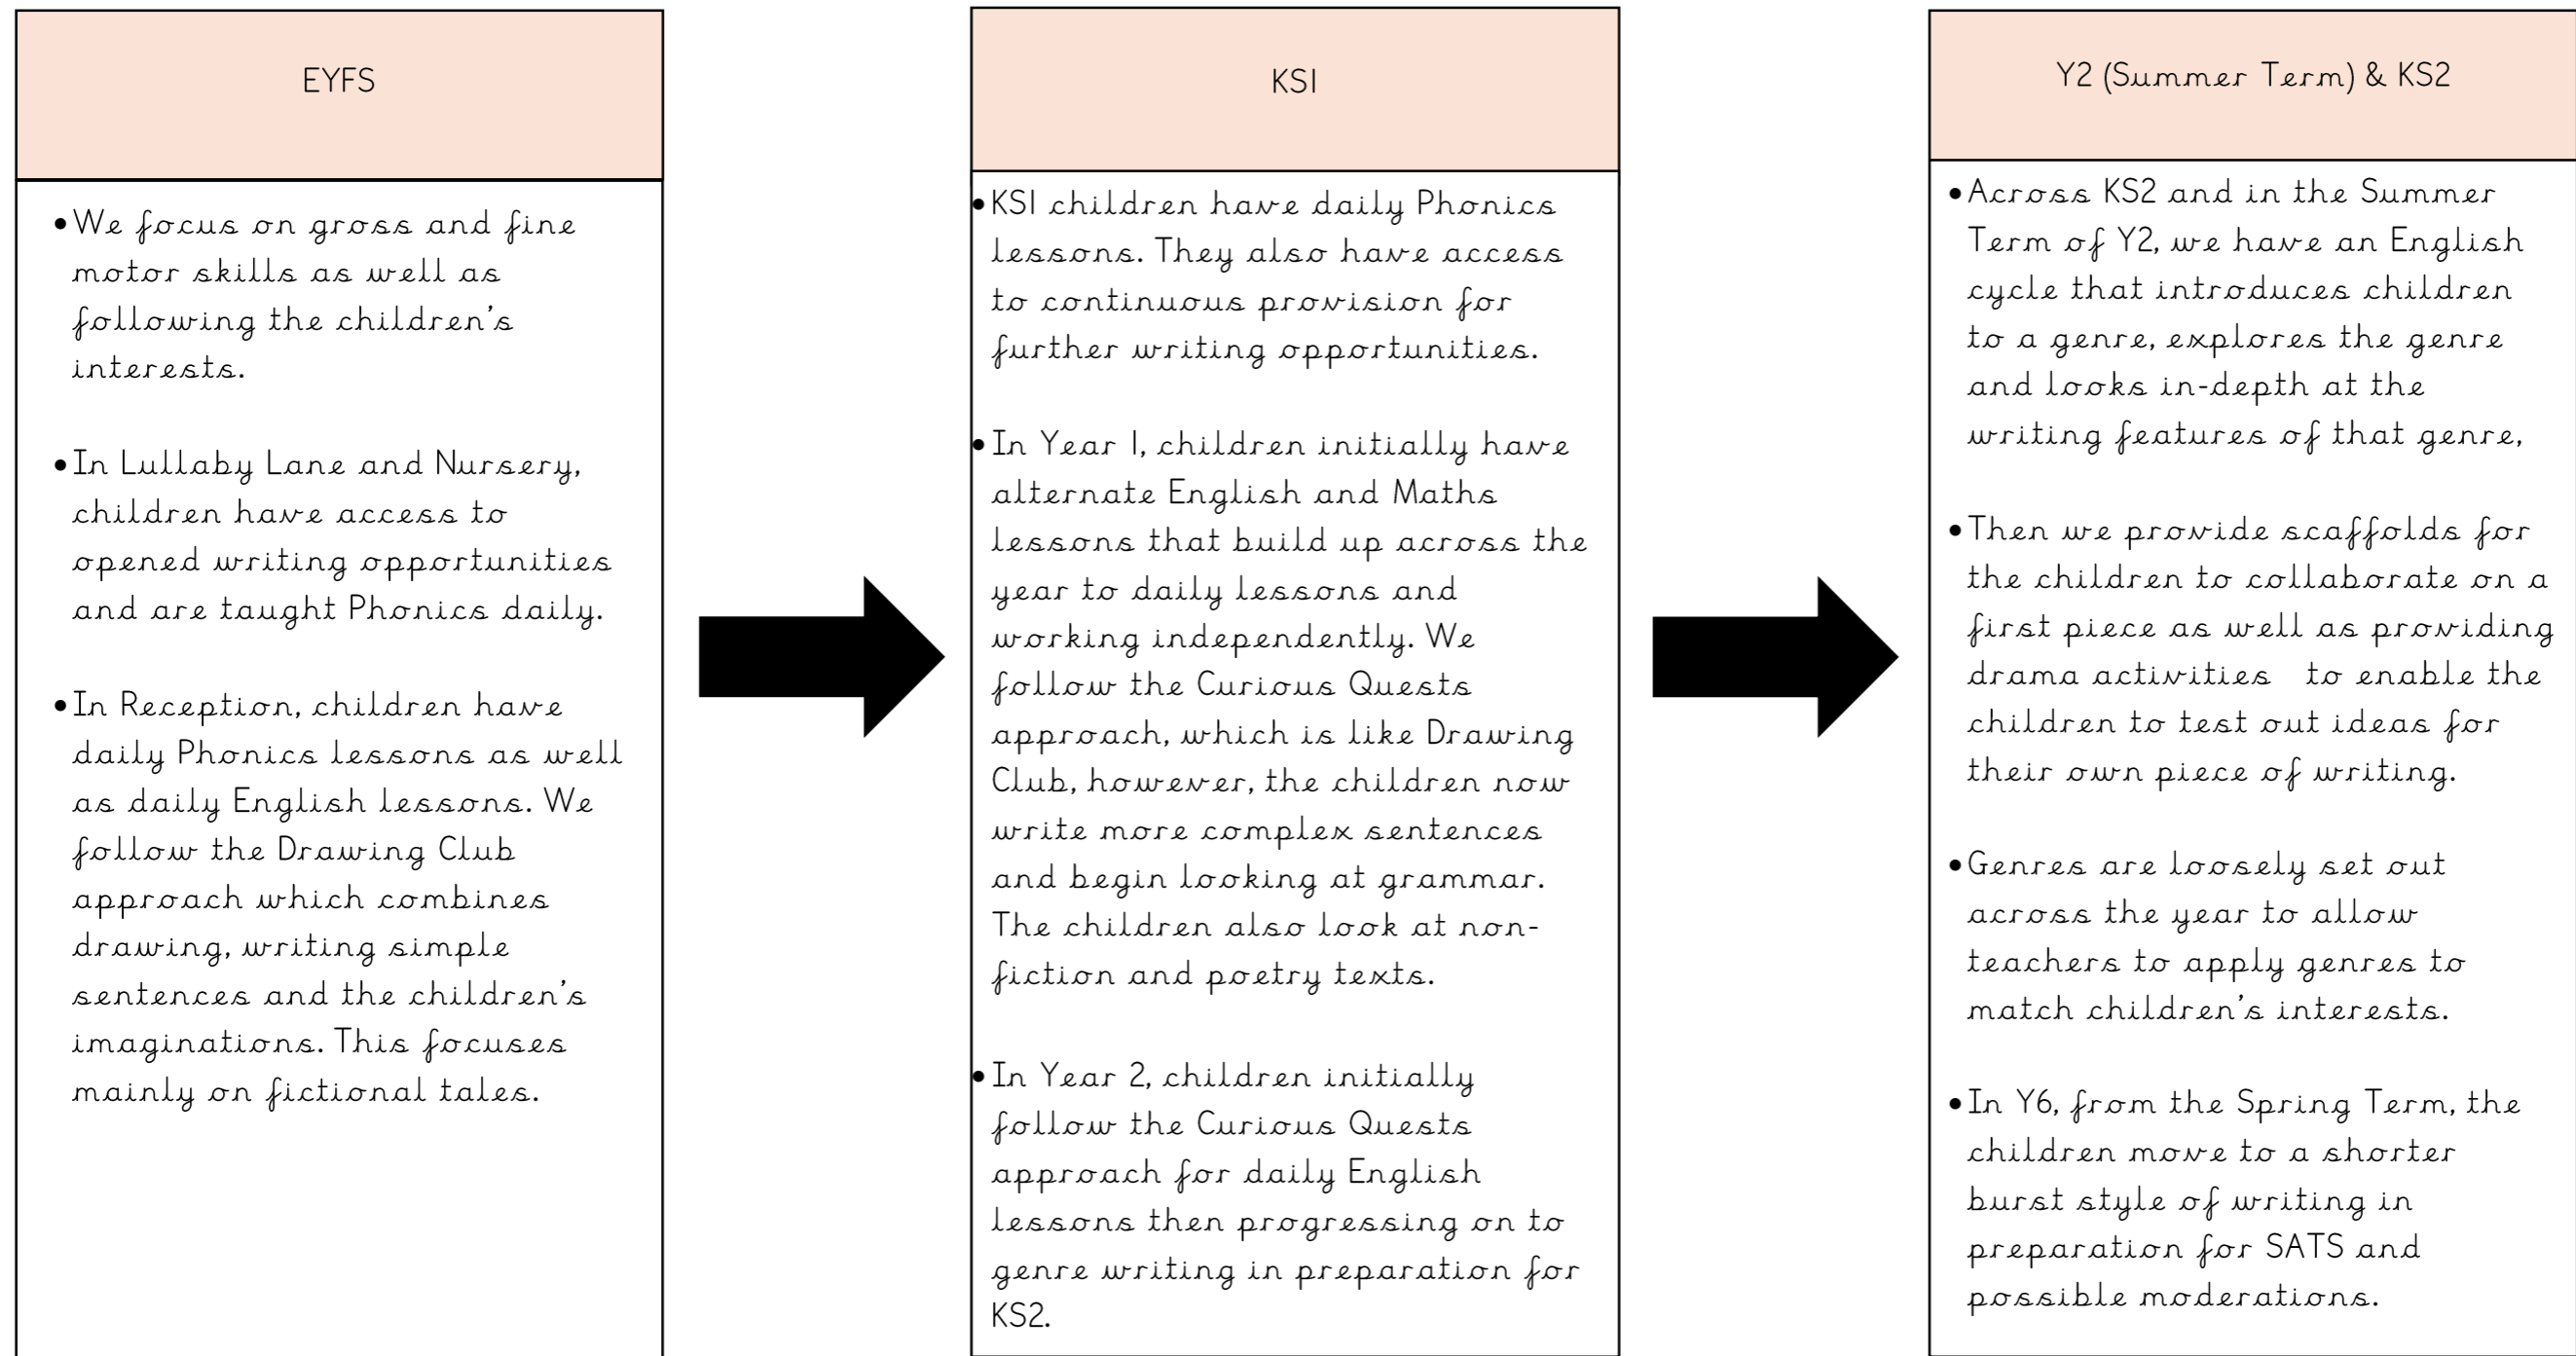 EYFS
•We focus on gross and fine
motor skills as well as
following the children's
interests.
•In Lullaby Lane and Nursery,
children have access to
opened writing opportunities
and are taught Phonics daily.
•In Reception, children have
daily Phonics lessons as well
as daily English lessons. We
follow the Drawing Club
approach which combines
drawing, writing simple
sentences and the children's
imaginations. This focuses
mainly on fictional tales.
KS1
•KS1 children have daily Phonics
lessons. They also have access
to continuous provision for
further writing opportunities.
•In Year 1, children initially have
alternate English and Maths
lessons that build up across the
year to daily lessons and
working independently. We
follow the Curious Quests
approach, which is like Drawing
Club, however, the children now
write more complex sentences
and begin looking at grammar.
The children also look at non-
fiction and poetry texts.
•In Year 2, children initially
follow the Curious Quests
approach for daily English
lessons then progressing on to
genre writing in preparation for
KS2.
Y2 (Summer Term) & KS2
•Across KS2 and in the Summer
Term of Y2, we have an English
cycle that introduces children
to a genre, explores the genre
and looks in-depth at the
writing features of that genre,
•Then we provide scaffolds for
the children to collaborate on a
first piece as well as providing
drama activities to enable the
children to test out ideas for
their own piece of writing.
•Genres are loosely set out
across the year to allow
teachers to apply genres to
match children's interests.
•In Y6, from the Spring Term, the
children move to a shorter
burst style of writing in
preparation for SATS and
possible moderations.